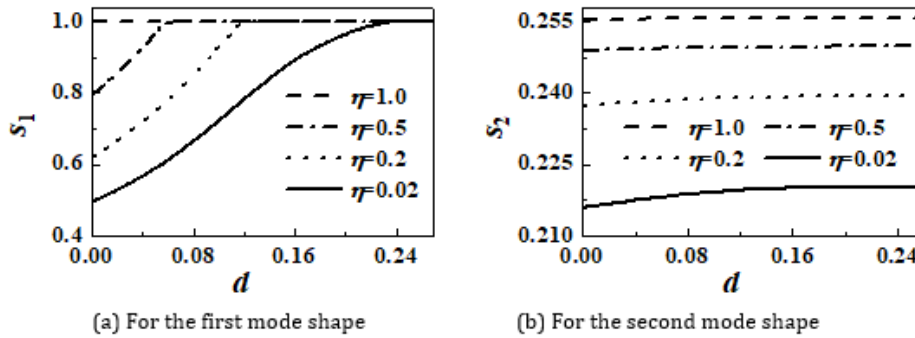 1.0
0.8
0.6
0.4
s1
η=1.0
η=0.5
η=0.2
η=0.02
0.00 0.08 0.16 0.24
d
(a) For the first mode shape
0.255
0.240
0.225
0.210
s2
η=1.0 η=0.5
η=0.2 η=0.02
0.00 0.08 0.16 0.24
d
(b) For the second mode shape